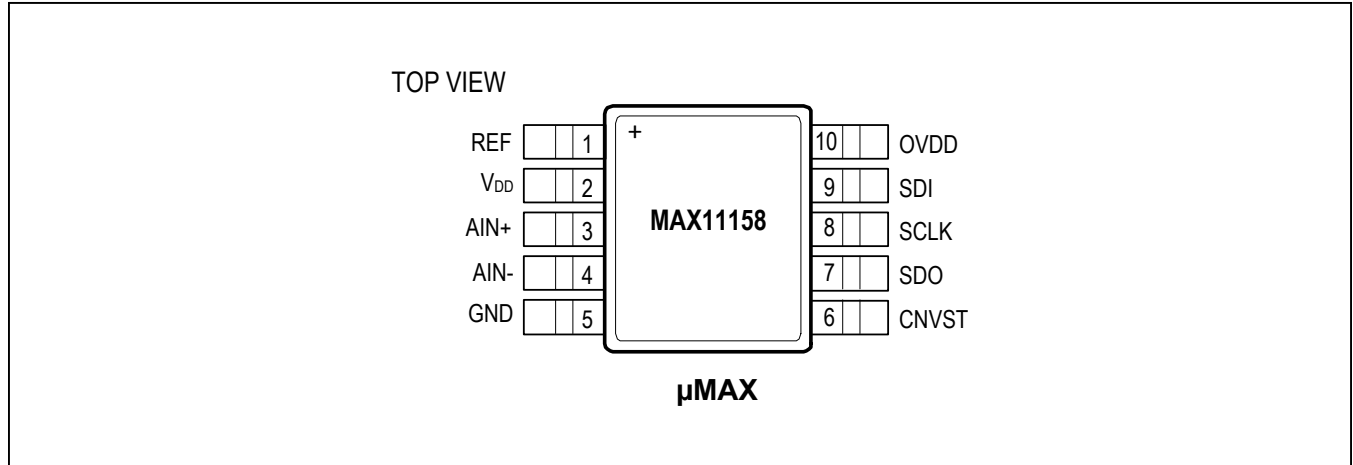 TOP VIEW
REF 1 + 10 OVDD
VDD 2 9 SDI
AIN+ 3 MAX11158 8 SCLK
AIN- 4 7 SDO
GND 5 6 CNVST
µMAX